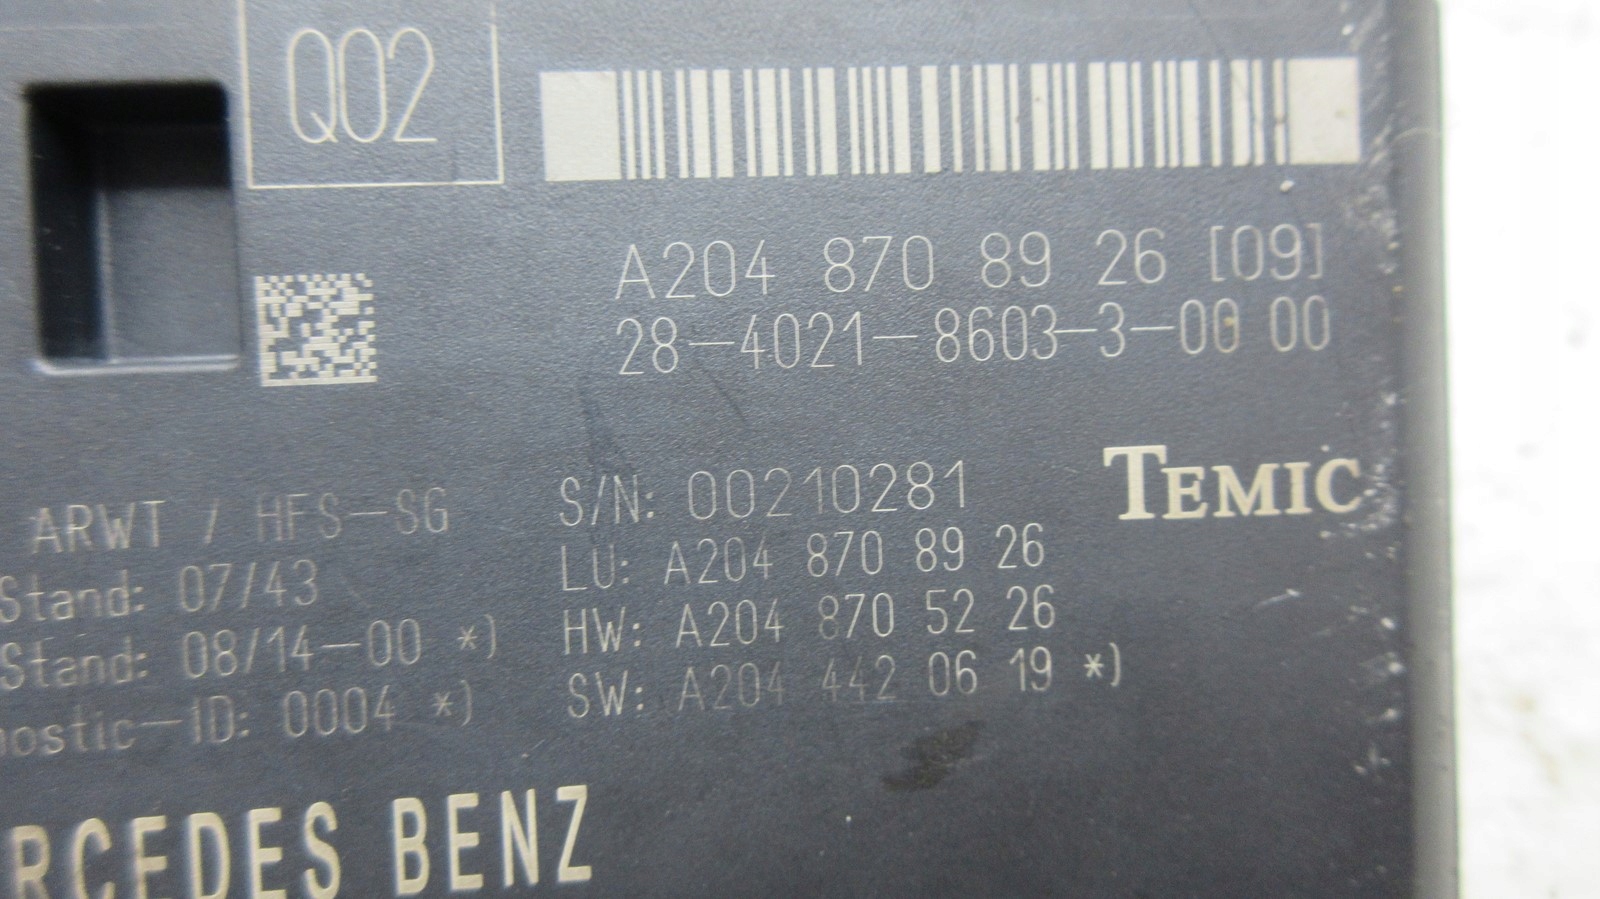 Q02
A204 870 89 26 [09]
28-4021-8603-3-00 00
TEMIC
ARWT / HFS-SG
Stand: 07/43
Stand: 08/14-00 *)
nostic-ID: 0004 *)
S/N: 00210281
LU: A204 870 89 26
HW: A204 870 52 26
SW: A204 442 06 19 *)
RCEDES BENZ